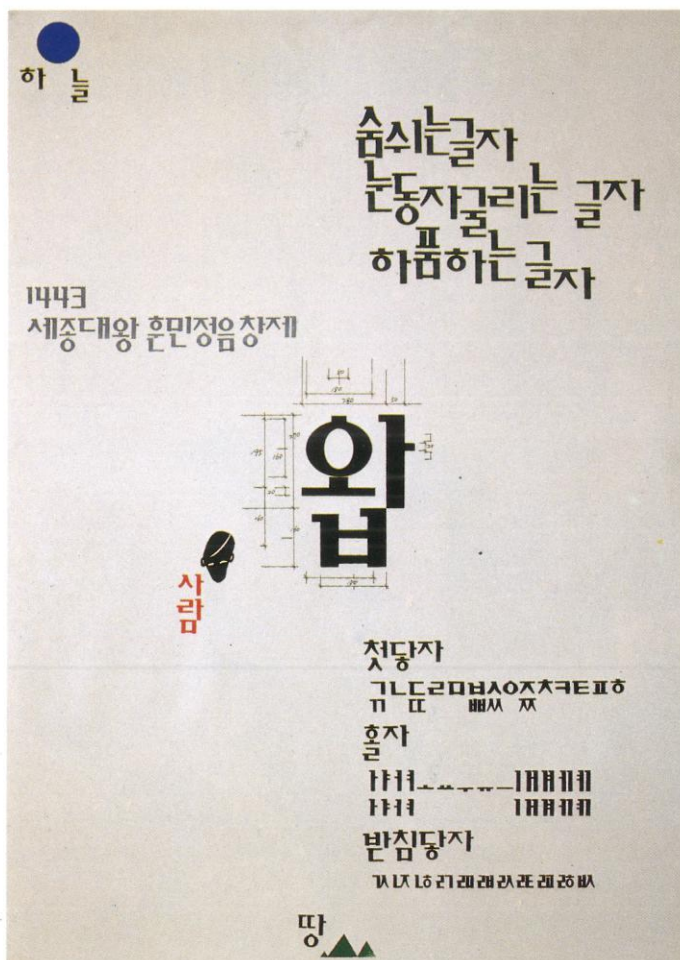 하늘
숨쉬는글자
눈동자굴리는 글자
하품하는글자
1443
세종대왕 훈민정음창제
왑
사람
첫닿자
ㄱㄴㄷㄹㅁㅂㅅㅇㅈㅊㅋㅌㅍㅎ
ㄲ ㄸ ㅃㅆ ㅉ
홀자
ㅏㅑㅓㅕㅗㅛㅜㅠㅡㅣㅐㅒㅔㅖ
ㅏㅑㅓㅕ ㅣㅐㅒㅔㅖ
받침닿자
ㄳㄵㄶㄺㄻㄼㄽㄾㄿㅀㅄ
땅